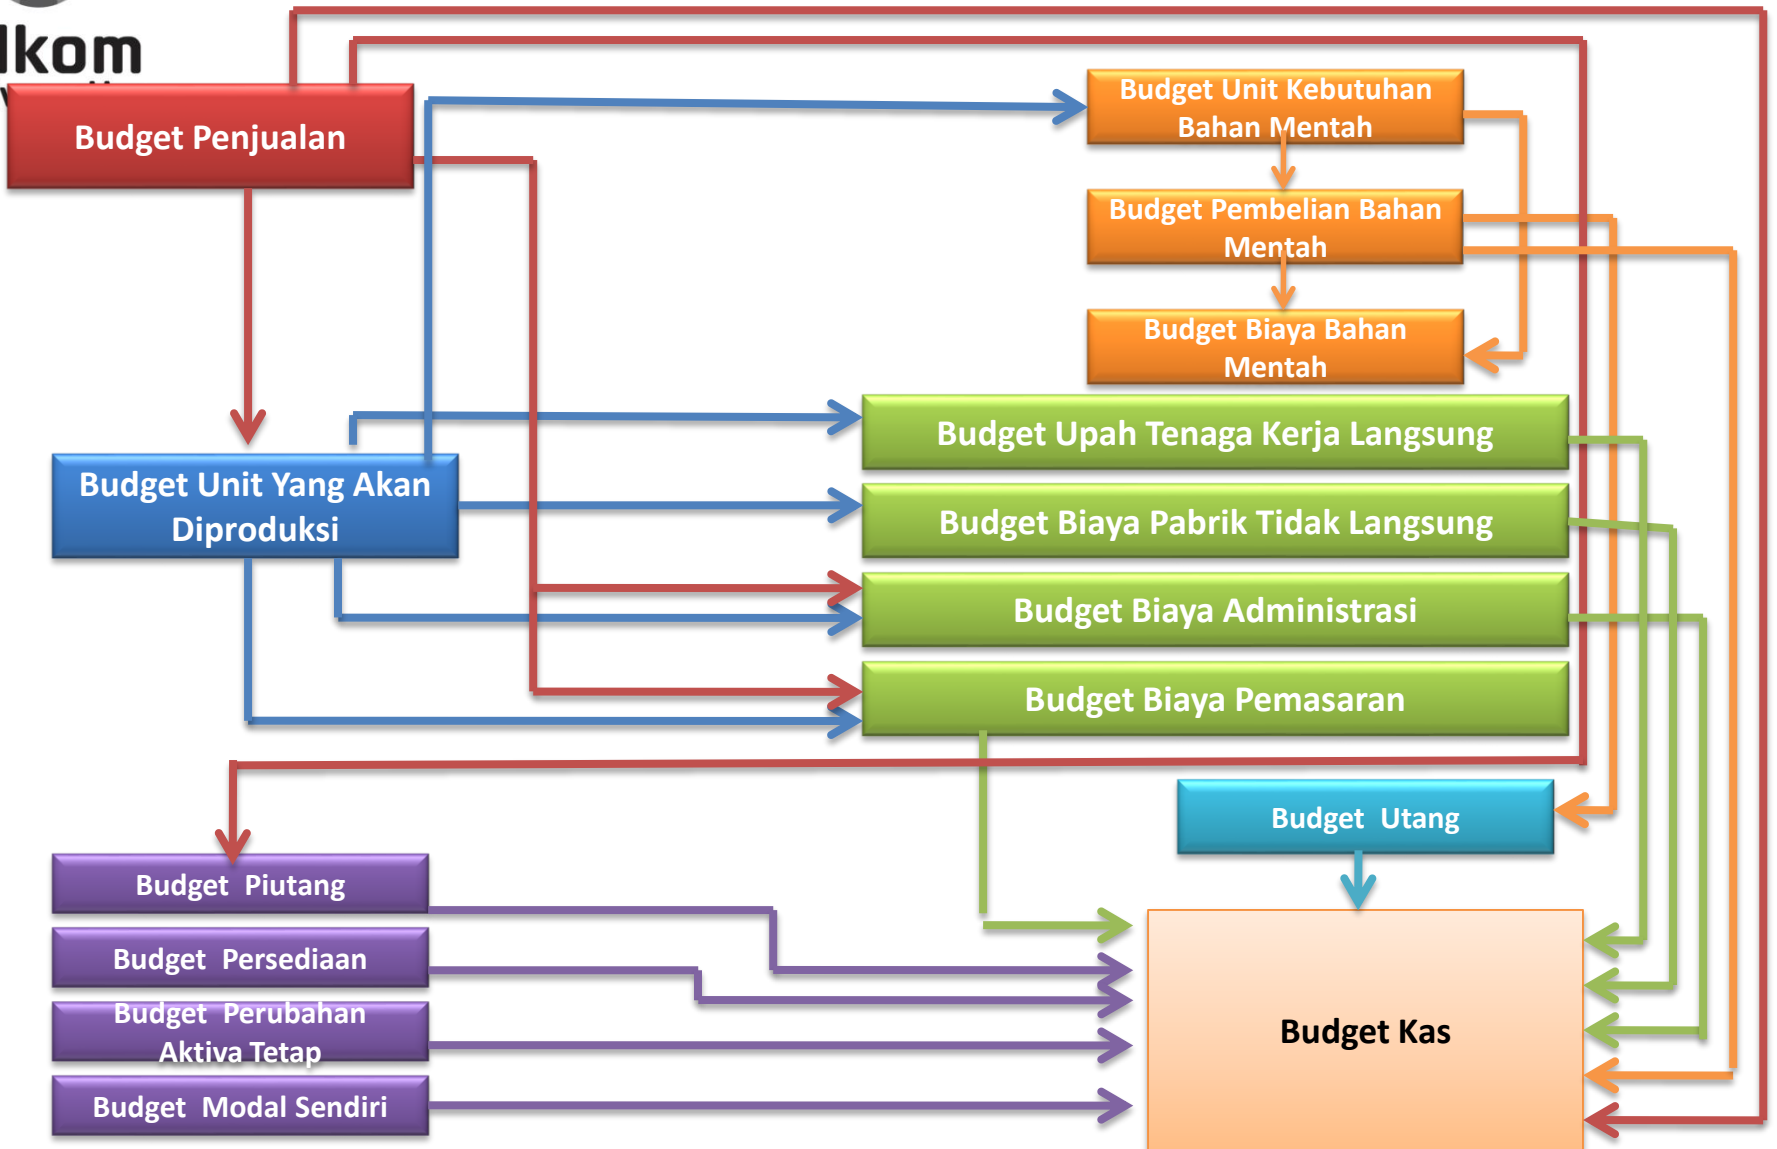 lkom
Budget Penjualan
Budget Unit Kebutuhan
Bahan Mentah
Budget Pembelian Bahan
Mentah
Budget Biaya Bahan
Mentah
Budget Upah Tenaga Kerja Langsung
Budget Unit Yang Akan
Diproduksi
Budget Biaya Pabrik Tidak Langsung
Budget Biaya Administrasi
Budget Biaya Pemasaran
Budget Utang
Budget Piutang
Budget Persediaan
Budget Perubahan
Aktiva Tetap
Budget Modal Sendiri
Budget Kas